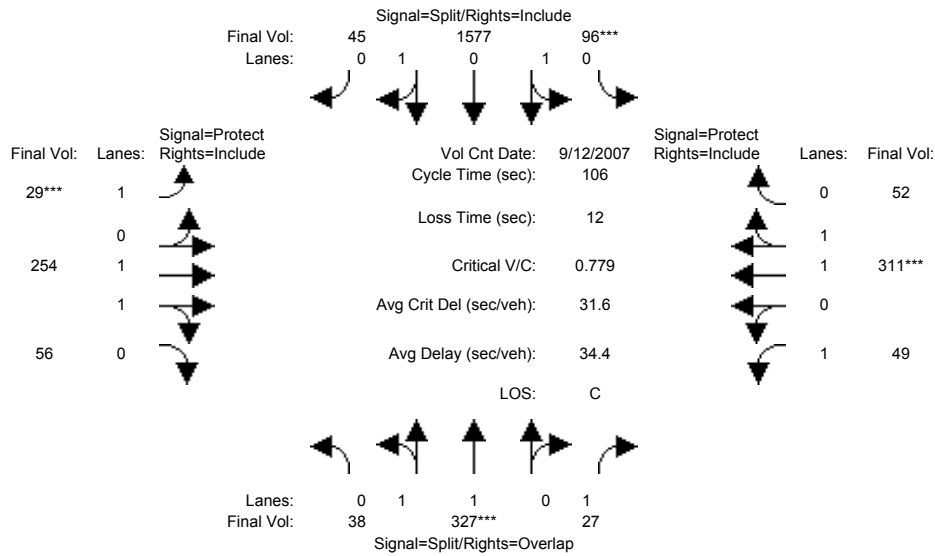 Signal=Split/Rights=Include
Final Vol: 45 1577 96***
Lanes: 0 1 0 1 0
Signal=Protect
Final Vol: Lanes: Rights=Include
Vol Cnt Date: 9/12/2007
Signal=Protect
Rights=Include Lanes: Final Vol:
Cycle Time (sec): 106
29*** 1
0 52
Loss Time (sec): 12
0
1
254 1
Critical V/C: 0.779
1 311***
1
Avg Crit Del (sec/veh): 31.6
0
56 0
Avg Delay (sec/veh): 34.4
1 49
LOS: C
Lanes: 0 1 1 0 1
Final Vol: 38 327*** 27
Signal=Split/Rights=Overlap